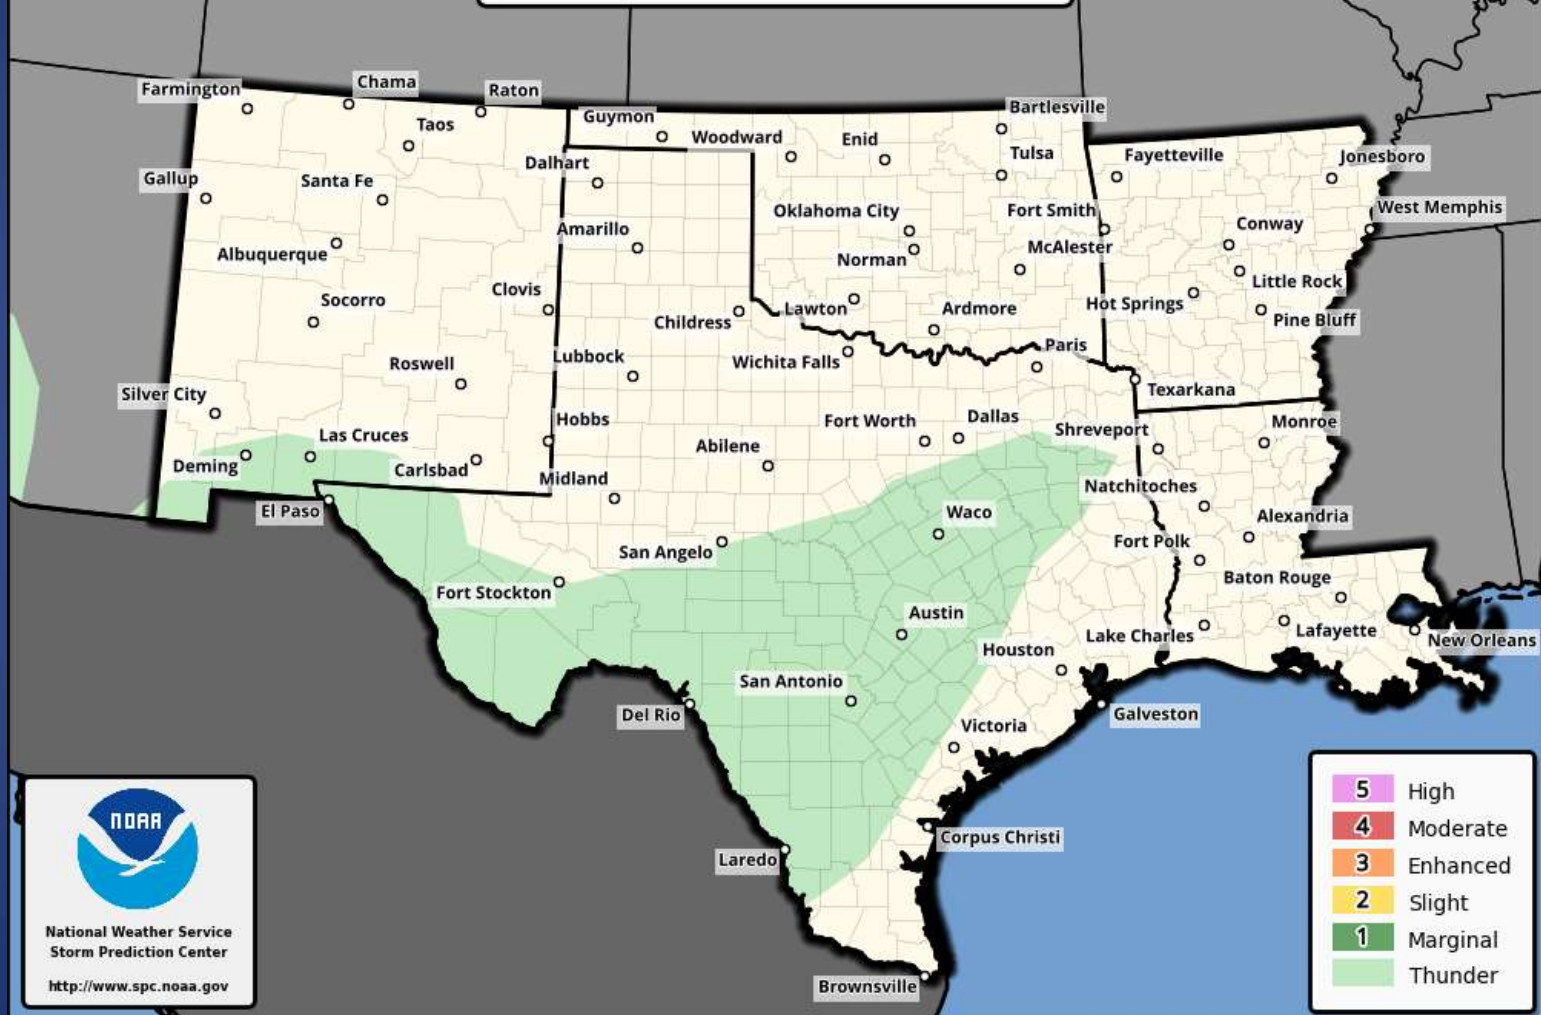 Farmington
Chama
Raton
Taos
Guymon
Woodward
Enid
Bartlesville
Tulsa
Fayetteville
Jonesboro
Gallup
Santa Fe
Dalhart
Oklahoma City
Fort Smith
West Memphis
Amarillo
Conway
Albuquerque
Norman
McAlester
Little Rock
Clovis
Socorro
Childress
Lawton
Ardmore
Hot Springs
Pine Bluff
Roswell
Lubbock
Wichita Falls
Paris
Silver City
Texarkana
Las Cruces
Hobbs
Fort Worth
Dallas
Shreveport
Monroe
Deming
Carlsbad
Midland
Abilene
Natchitoches
El Paso
San Angelo
Waco
Alexandria
Fort Polk
Fort Stockton
Baton Rouge
Austin
Houston
Lake Charles
Lafayette
New Orleans
San Antonio
Del Rio
Victoria
Galveston
Corpus Christi
Laredo
Brownsville
NOAA
National Weather Service
Storm Prediction Center
http://www.spc.noaa.gov
5 High
4 Moderate
3 Enhanced
2 Slight
1 Marginal
Thunder